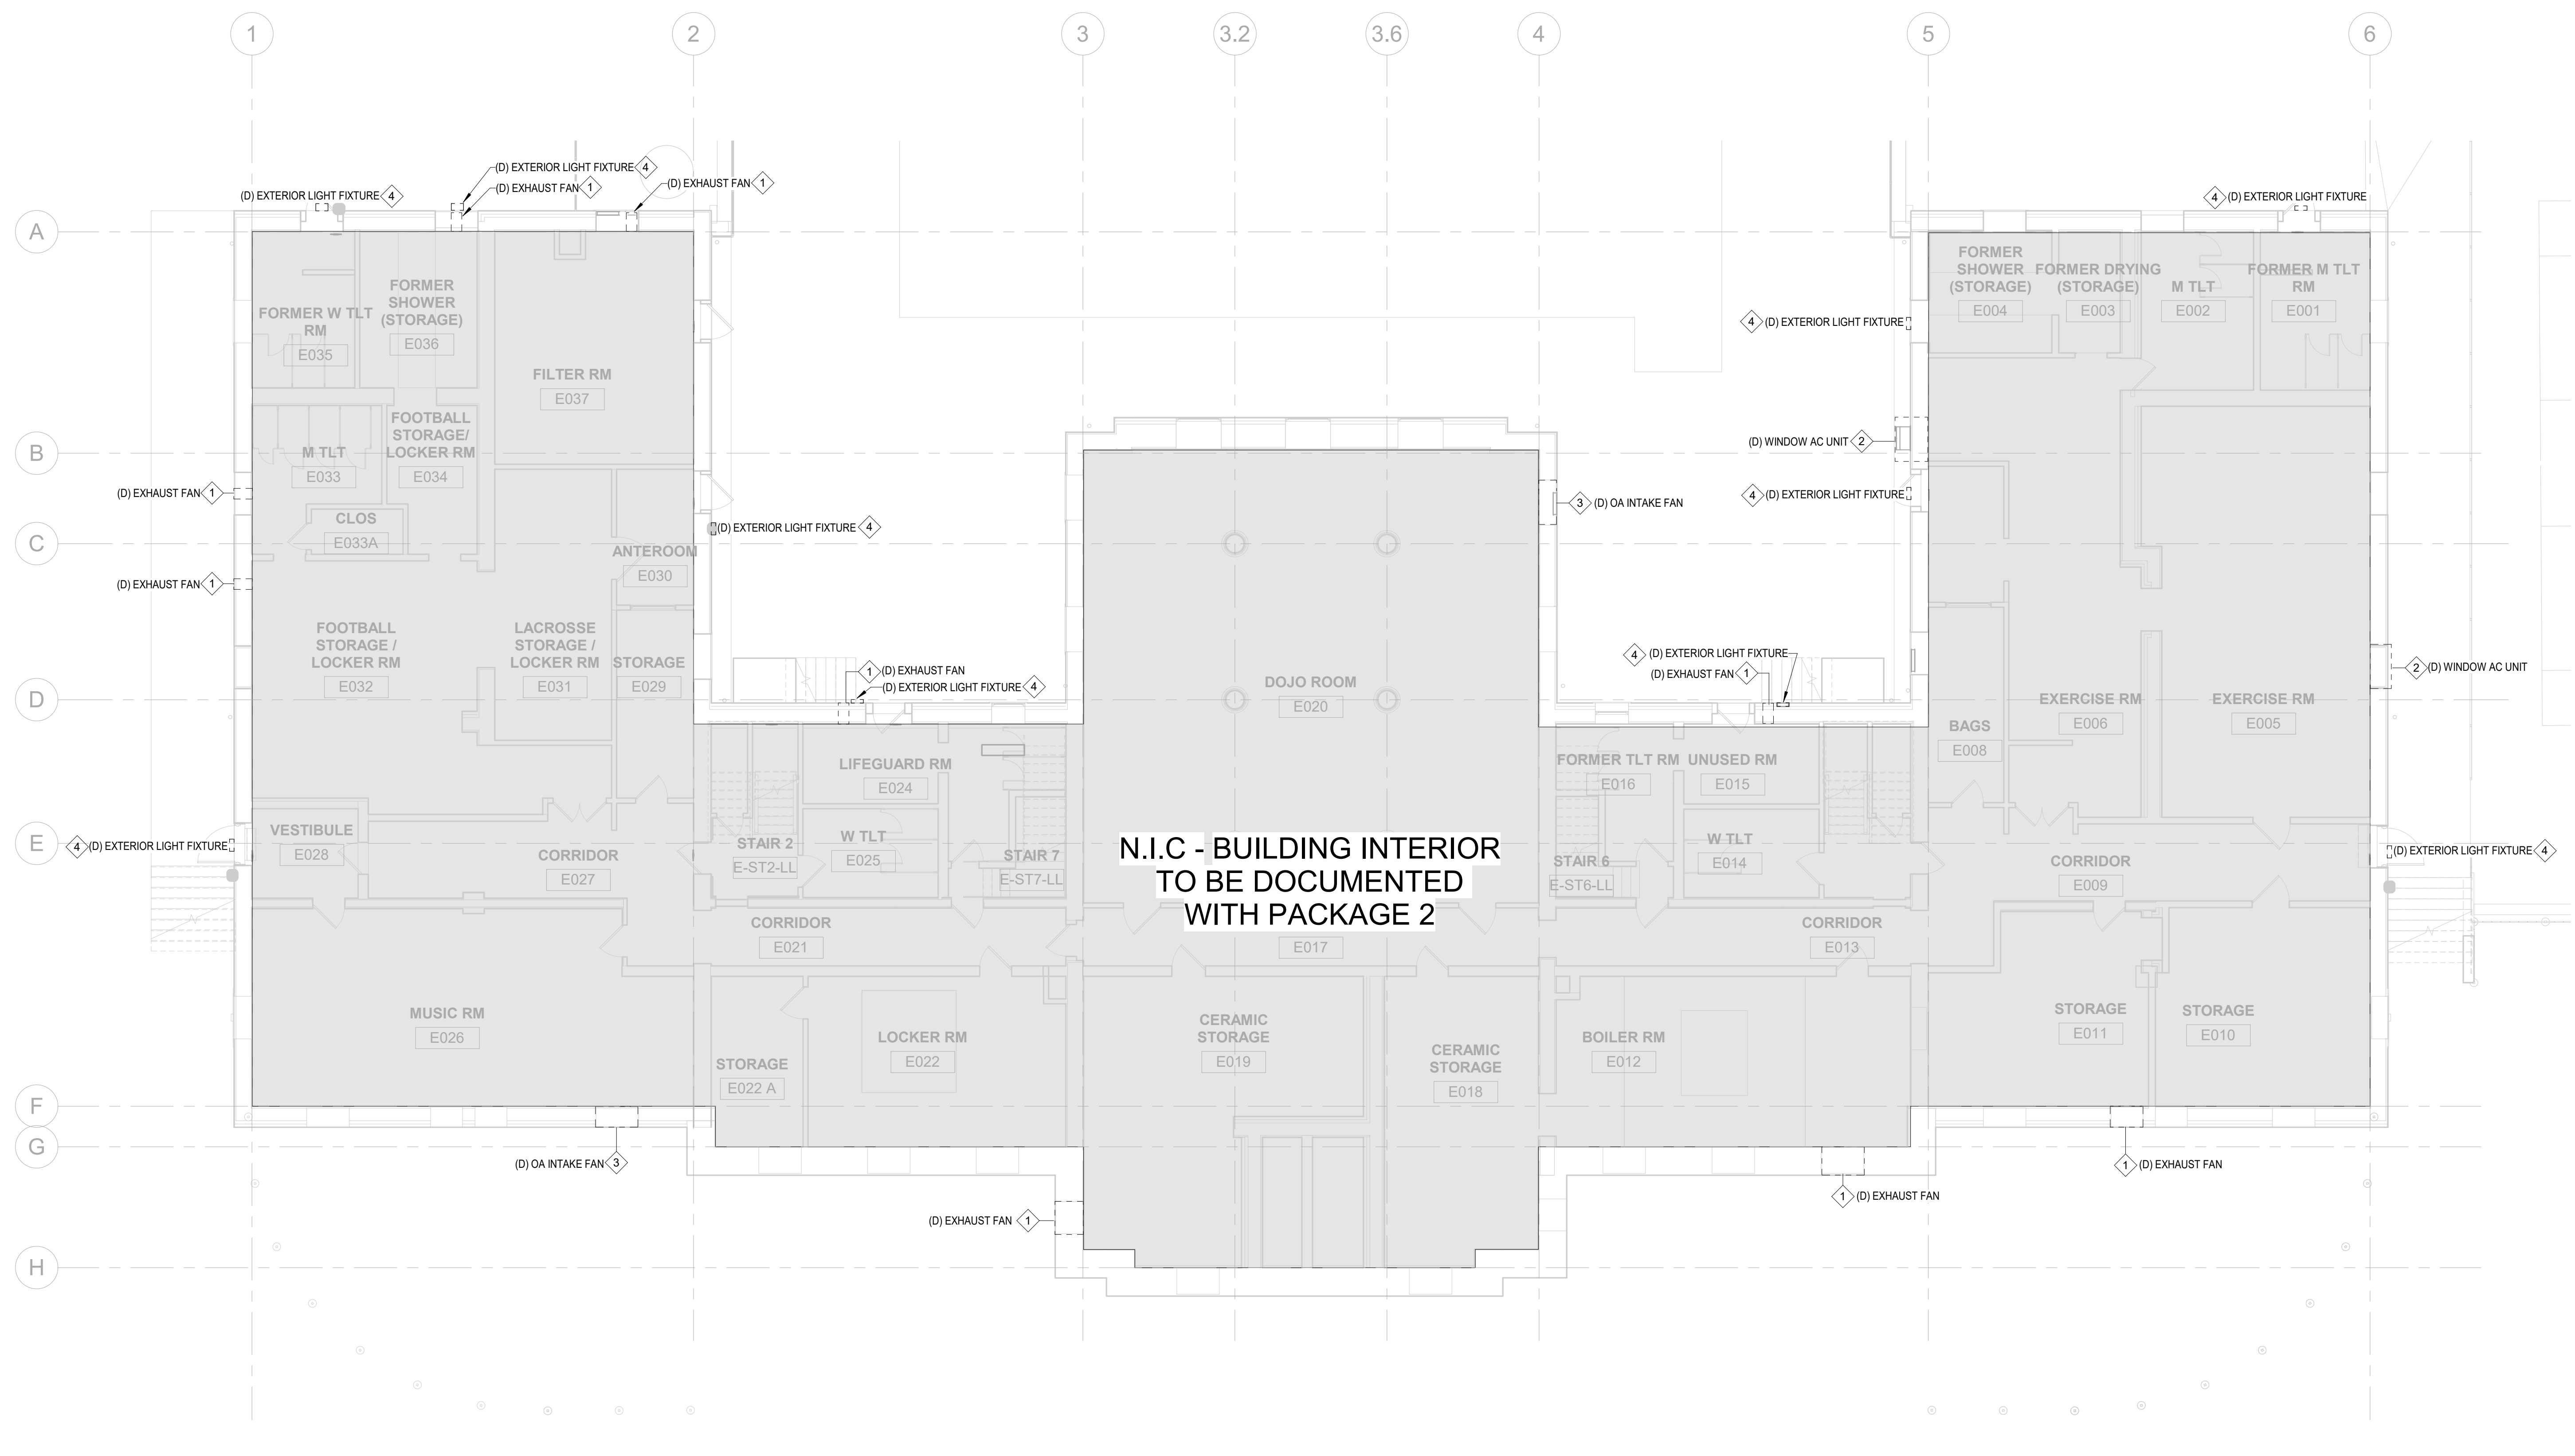 1
2
3
3.2
3.6
4
5
6
(D) EXTERIOR LIGHT FIXTURE 4
(D) EXHAUST FAN 1
(D) EXHAUST FAN 1
(D) EXTERIOR LIGHT FIXTURE 4
4 (D) EXTERIOR LIGHT FIXTURE
A
FORMER W TLT
RM
E035
FORMER
SHOWER
(STORAGE)
E036
FILTER RM
E037
FORMER
SHOWER
(STORAGE)
E004
FORMER DRYING
(STORAGE)
E003
M TLT
E002
FORMER M TLT
RM
E001
4 (D) EXTERIOR LIGHT FIXTURE
B
M TLT
E033
FOOTBALL
STORAGE/
LOCKER RM
E034
2 (D) WINDOW AC UNIT
(D) EXHAUST FAN 1
3 (D) OA INTAKE FAN
4 (D) EXTERIOR LIGHT FIXTURE
CLOS
E033A
(D) EXTERIOR LIGHT FIXTURE 4
C
ANTEROOM
E030
(D) EXHAUST FAN 1
FOOTBALL
STORAGE /
LOCKER RM
E032
LACROSSE
STORAGE /
LOCKER RM
E031
STORAGE
E029
1 (D) EXHAUST FAN
(D) EXTERIOR LIGHT FIXTURE 4
4 (D) EXTERIOR LIGHT FIXTURE
(D) EXHAUST FAN 1
2 (D) WINDOW AC UNIT
D
DOJO ROOM
E020
BAGS
E008
EXERCISE RM
E006
EXERCISE RM
E005
LIFEGUARD RM
E024
FORMER TLT RM
E016
UNUSED RM
E015
E
4 (D) EXTERIOR LIGHT FIXTURE
VESTIBULE
E028
CORRIDOR
E027
STAIR 2
E-ST2-LL
W TLT
E025
STAIR 7
E-ST7-LL
N.I.C - BUILDING INTERIOR
TO BE DOCUMENTED
WITH PACKAGE 2
STAIR 6
E-ST6-LL
W TLT
E014
CORRIDOR
E009
(D) EXTERIOR LIGHT FIXTURE 4
CORRIDOR
E021
E017
CORRIDOR
E013
MUSIC RM
E026
STORAGE
E022 A
LOCKER RM
E022
CERAMIC
STORAGE
E019
CERAMIC
STORAGE
E018
BOILER RM
E012
STORAGE
E011
STORAGE
E010
F
G
(D) OA INTAKE FAN 3
1 (D) EXHAUST FAN
1 (D) EXHAUST FAN
(D) EXHAUST FAN 1
H